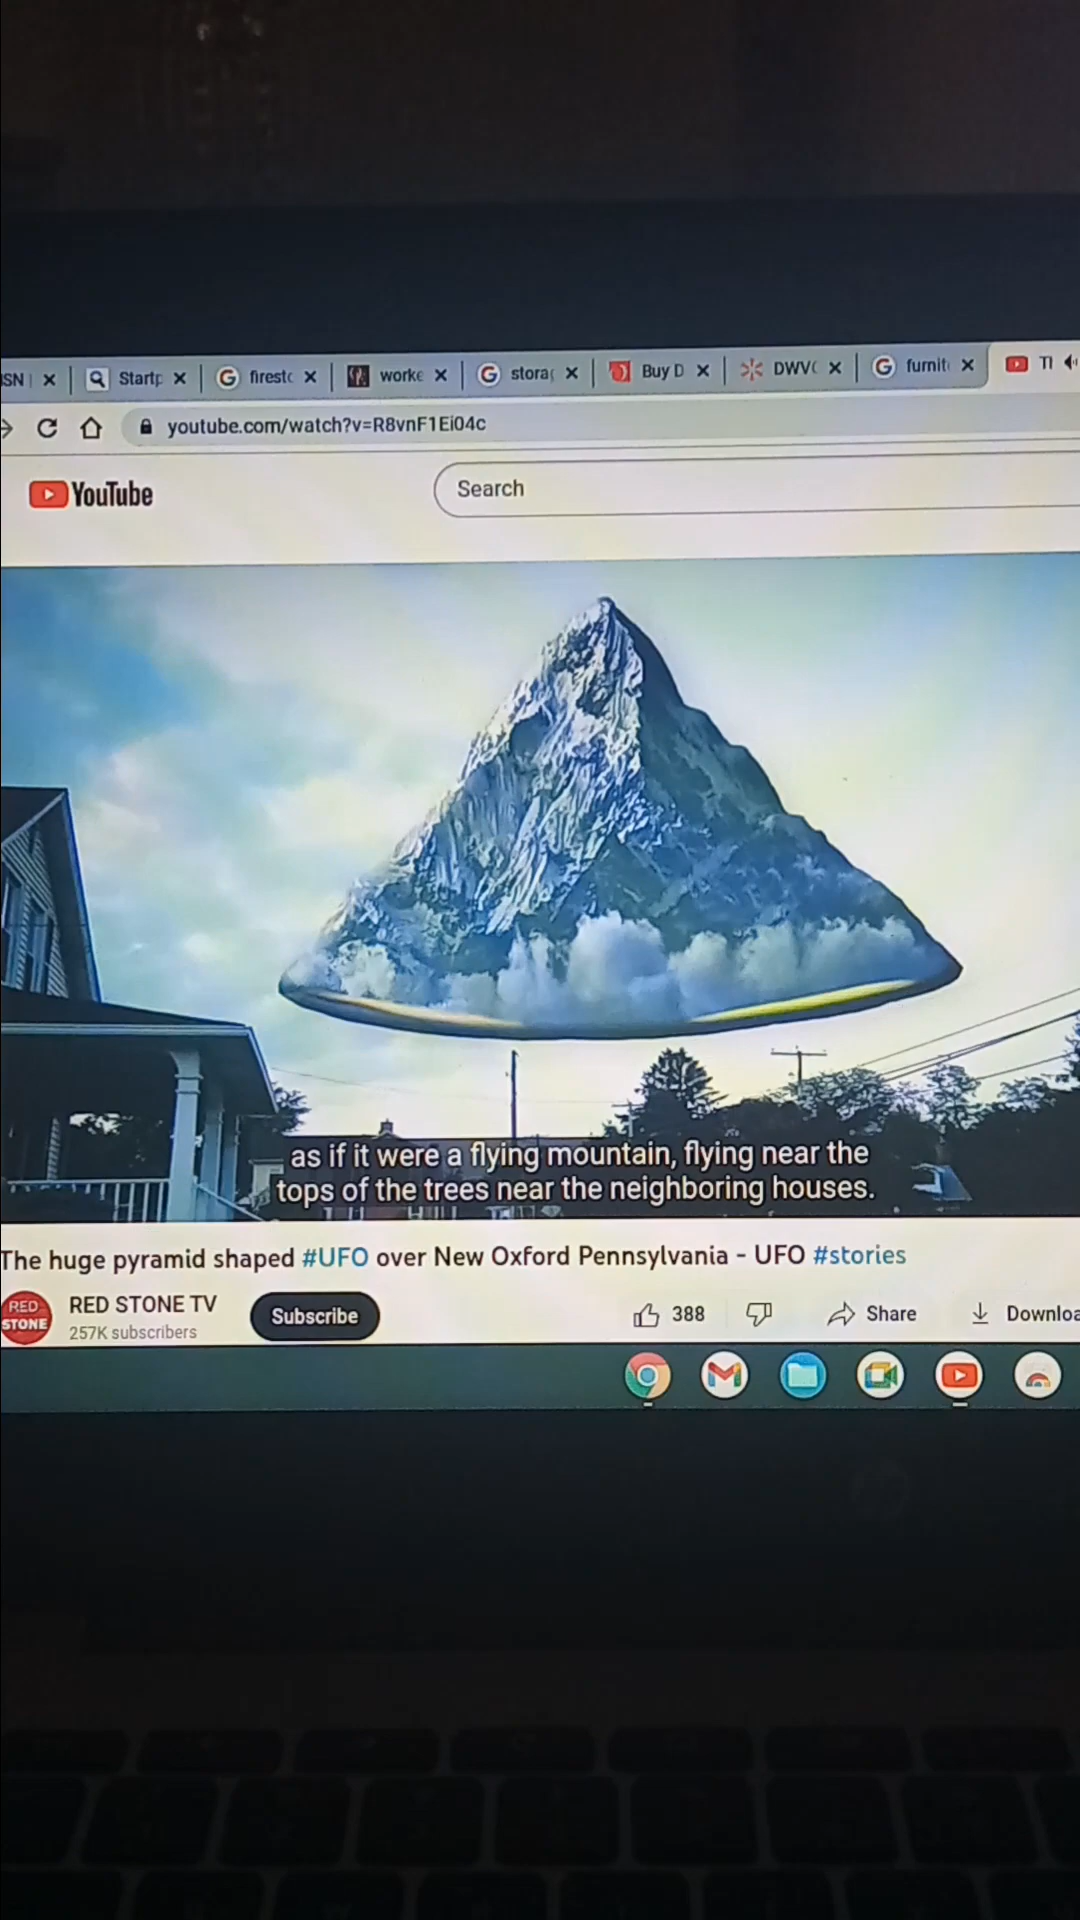 SN
Startp
firestc
worke
stora
Buy D
DWV
furnit
youtube.com/watch?v=R8vnF1Ei04c
YouTube
Search
as if it were a flying mountain, flying near the
tops of the trees near the neighboring houses.
The huge pyramid shaped #UFO over New Oxford Pennsylvania - UFO #stories
RED STONE
RED STONE TV
257K subscribers
Subscribe
388
Share
Downloa